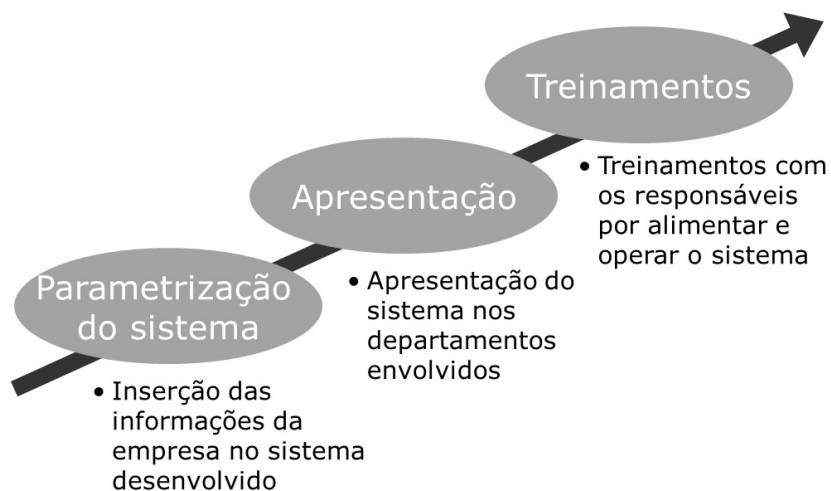 Parametrização
do sistema
• Inserção das
informações da
empresa no sistema
desenvolvido
Apresentação
• Apresentação do
sistema nos
departamentos
envolvidos
Treinamentos
• Treinamentos com
os responsáveis
por alimentar e
operar o sistema